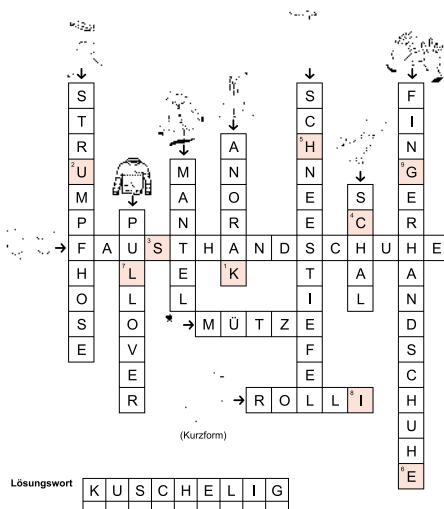 STRUMPFHOSE
PULLOVER
MANTEL
ANORAK
SCHNEESTIEFEL
SCHAL
FINGERHANDSCHUHE
FAUSTHANDSCHUHE
MÜTZE
ROLLI
(Kurzform)
Lösungswort KUSCHELIG